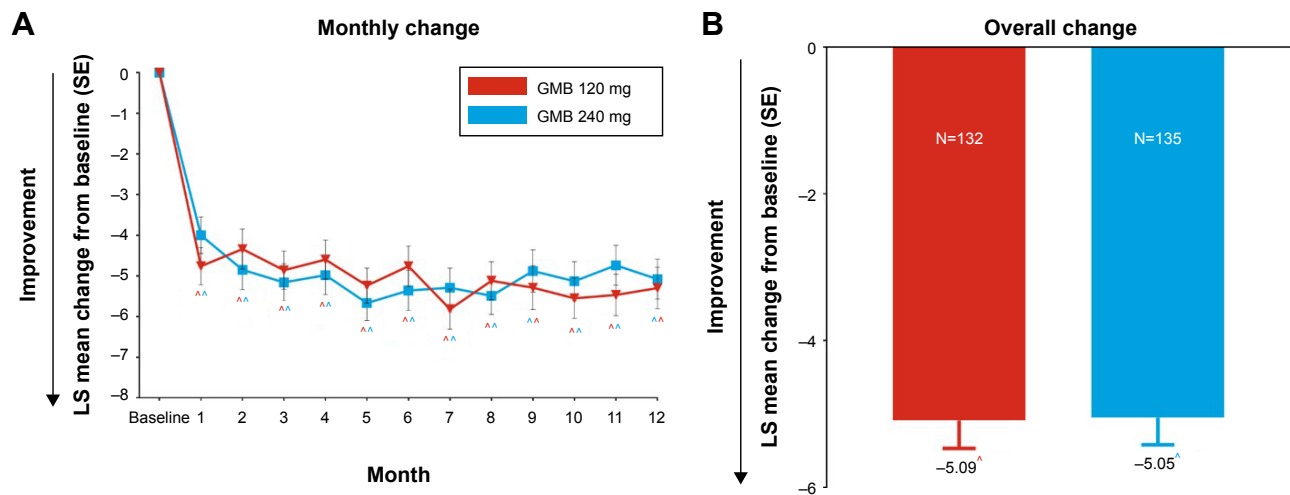 A
Monthly change
Improvement
LS mean change from baseline (SE)
0
–1
–2
–3
–4
–5
–6
–7
–8
GMB 120 mg
GMB 240 mg
^^
^^
^^
^^
^^
^^
^^
^^
^^
^^
^^
^^
Baseline 1 2 3 4 5 6 7 8 9 10 11 12
Month
B
Overall change
Improvement
LS mean change from baseline (SE)
0
–2
–4
–6
N=132
N=135
–5.09^
–5.05^